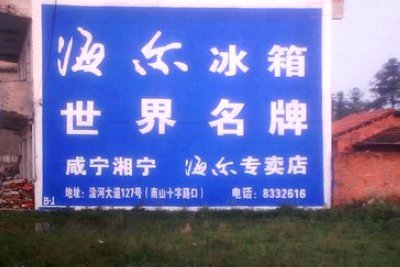 海尔冰箱
世界名牌
咸宁湘宁 海尔专卖店
地址：淦河大道127号（南山十字路口） 电话：8332616
B-1